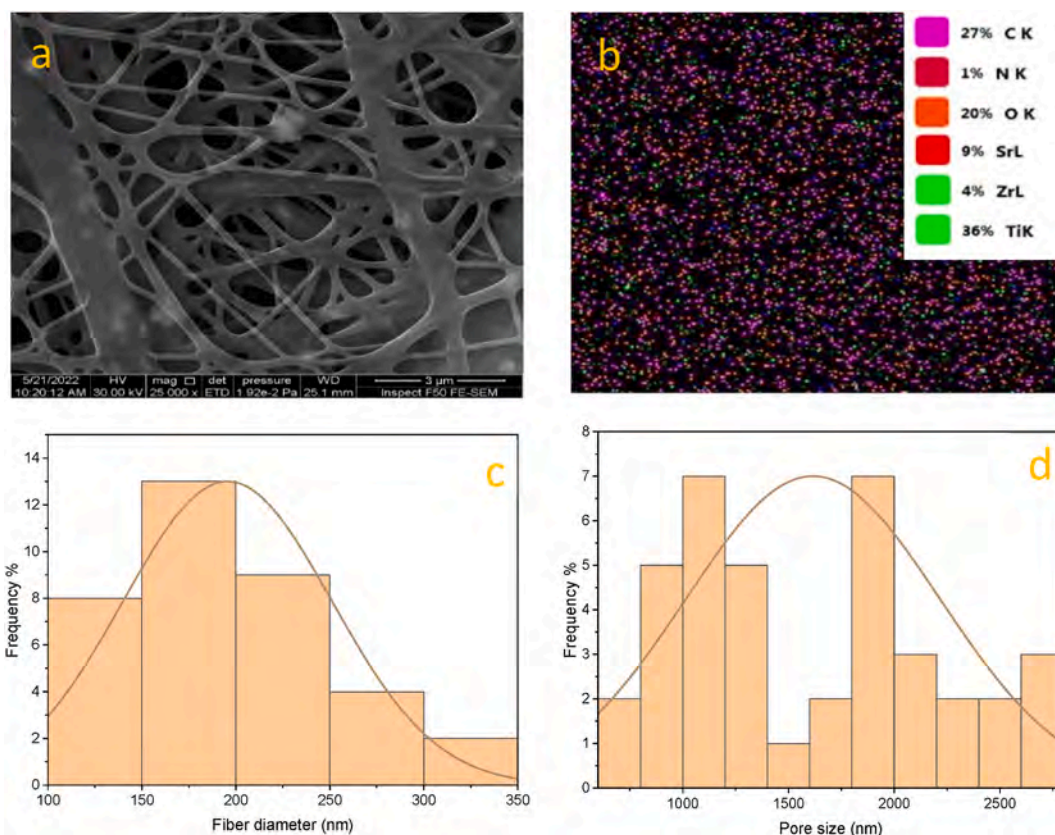 a
5/21/2022 HV mag □ det pressure WD 3 µm
10:20:12 AM 30.00 kV 25 000 x ETD 1.92e-2 Pa 25.1 mm Inspect F50 FE-SEM
b
27% C K
1% N K
20% O K
9% SrL
4% ZrL
36% TiK
c
Frequency %
14
12
10
8
6
4
2
0
100 150 200 250 300 350
Fiber diameter (nm)
d
Frequency %
8
7
6
5
4
3
2
1
0
1000 1500 2000 2500
Pore size (nm)